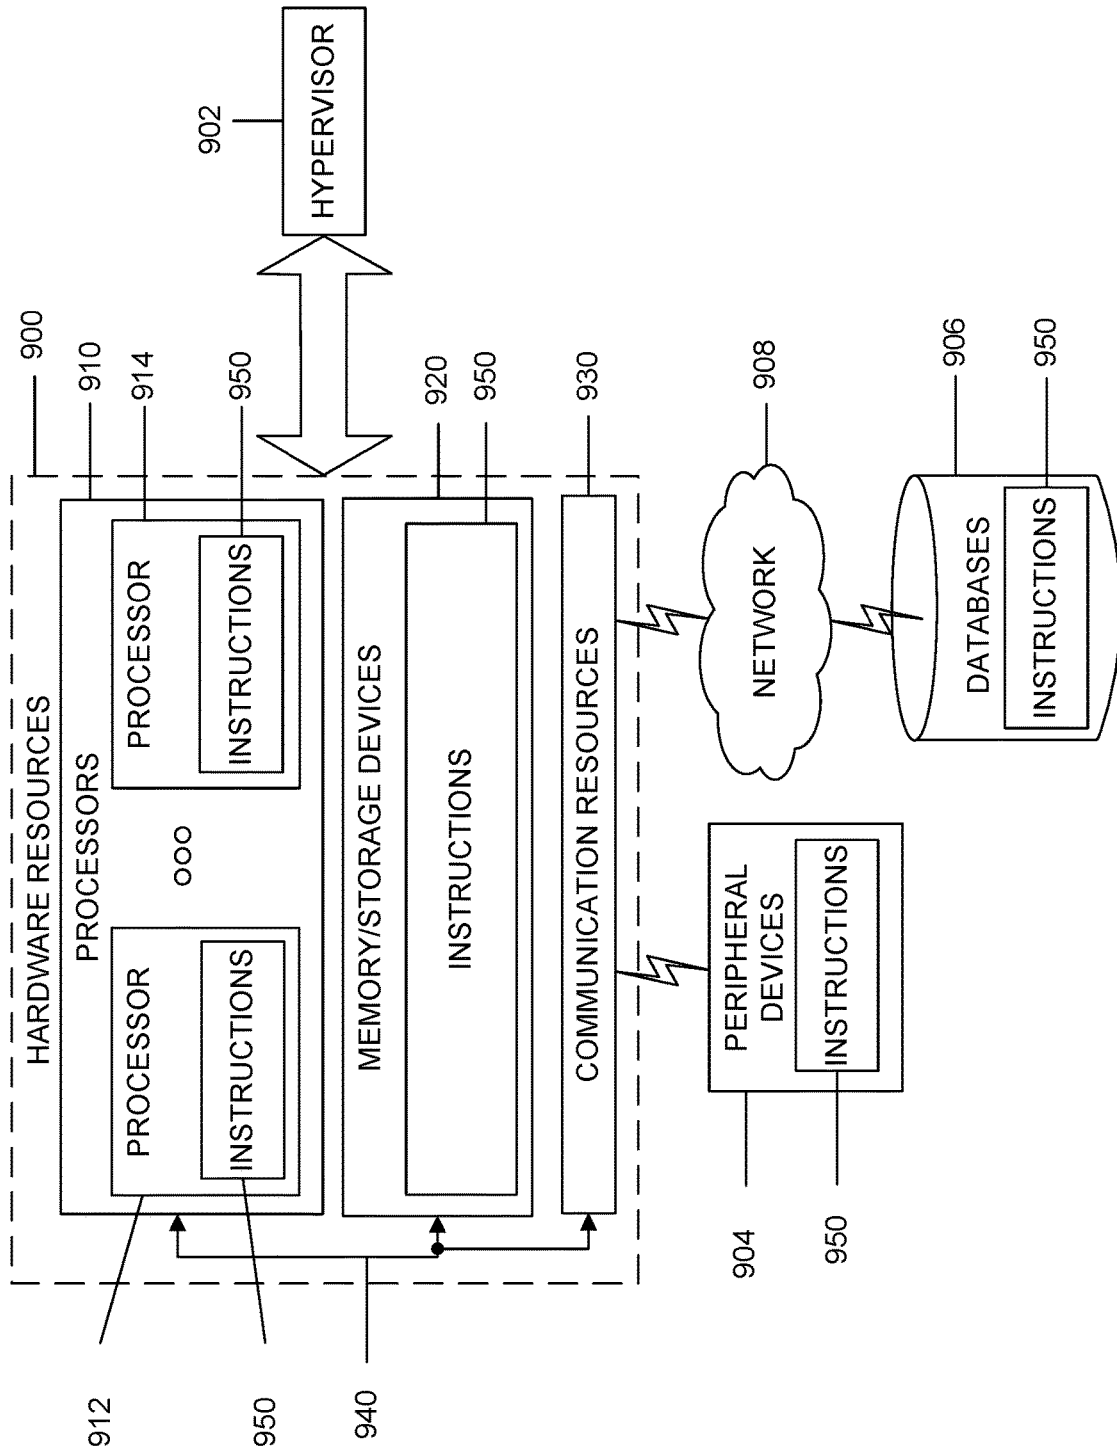 HARDWARE RESOURCES
900
PROCESSORS
910
PROCESSOR
912
INSTRUCTIONS
950
PROCESSOR
914
INSTRUCTIONS
950
HYPERVISOR
902
MEMORY/STORAGE DEVICES
920
INSTRUCTIONS
950
940
COMMUNICATION RESOURCES
930
PERIPHERAL
DEVICES
904
INSTRUCTIONS
950
NETWORK
908
DATABASES
906
INSTRUCTIONS
950